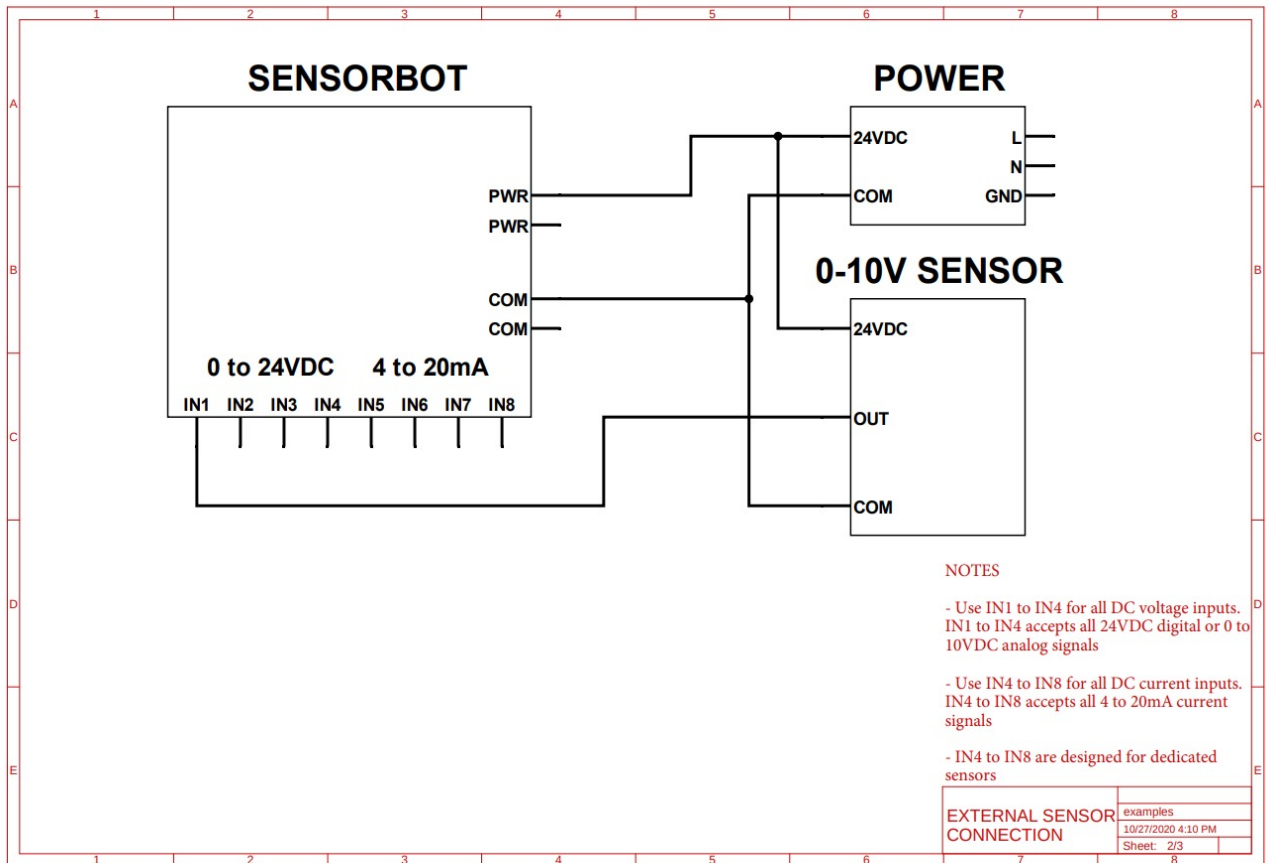 1 2 3 4 5 6 7 8
A A
SENSORBOT POWER
24VDC L
N
PWR COM GND
PWR
B B
0-10V SENSOR
COM
COM 24VDC
0 to 24VDC 4 to 20mA
IN1 IN2 IN3 IN4 IN5 IN6 IN7 IN8
OUT
C C
COM
NOTES
D D
- Use IN1 to IN4 for all DC voltage inputs.
IN1 to IN4 accepts all 24VDC digital or 0 to
10VDC analog signals
- Use IN4 to IN8 for all DC current inputs.
IN4 to IN8 accepts all 4 to 20mA current
signals
- IN4 to IN8 are designed for dedicated
sensors
E E
EXTERNAL SENSOR
CONNECTION
examples
10/27/2020 4:10 PM
Sheet: 2/3
1 2 3 4 5 6 7 8